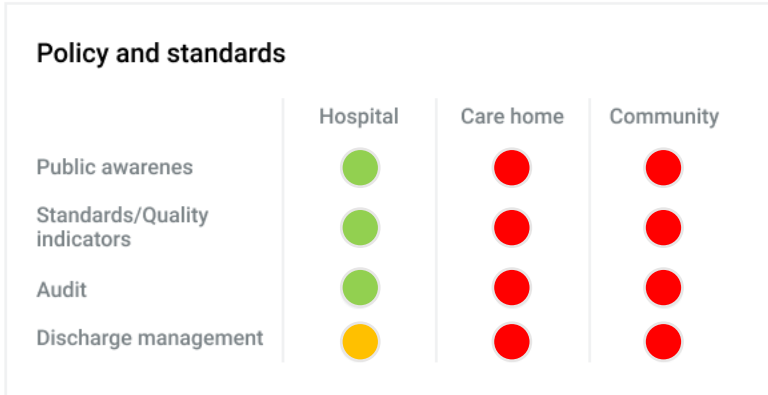 Policy and standards
Hospital Care home Community
Public awarenes
Standards/Quality
indicators
Audit
Discharge management